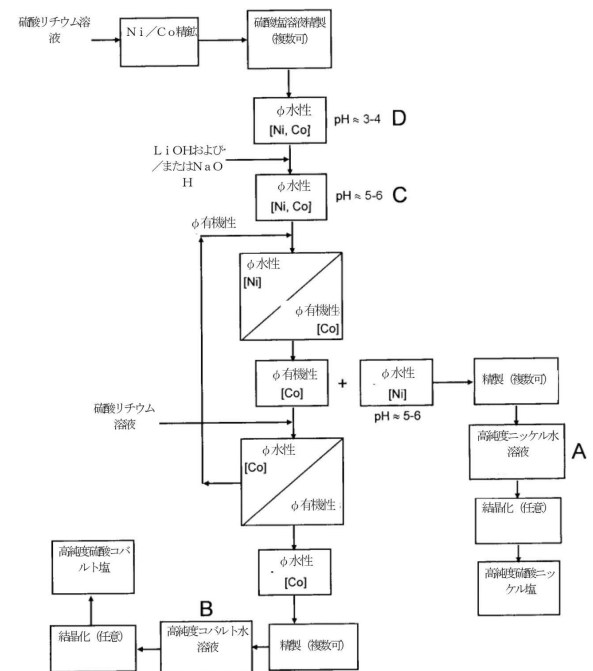 硫酸リチウム溶
液
Ni/Co精鉱
硫酸塩溶液精製
(複数可)
φ水性
[Ni, Co]
pH ≈ 3-4
D
LiOHおよび
/またはNaO
H
φ水性
[Ni, Co]
pH ≈ 5-6
C
φ有機性
φ水性
[Ni]
φ有機性
[Co]
φ有機性
[Co]
+
φ水性
[Ni]
pH ≈ 5-6
精製(複数可)
硫酸リチウム
溶液
高純度ニッケル水
溶液
A
φ水性
[Co]
φ有機性
結晶化(任意)
高純度硫酸ニッ
ケル塩
高純度硫酸コバ
ルト塩
φ水性
[Co]
B
結晶化(任意)
高純度コバルト水
溶液
精製(複数可)